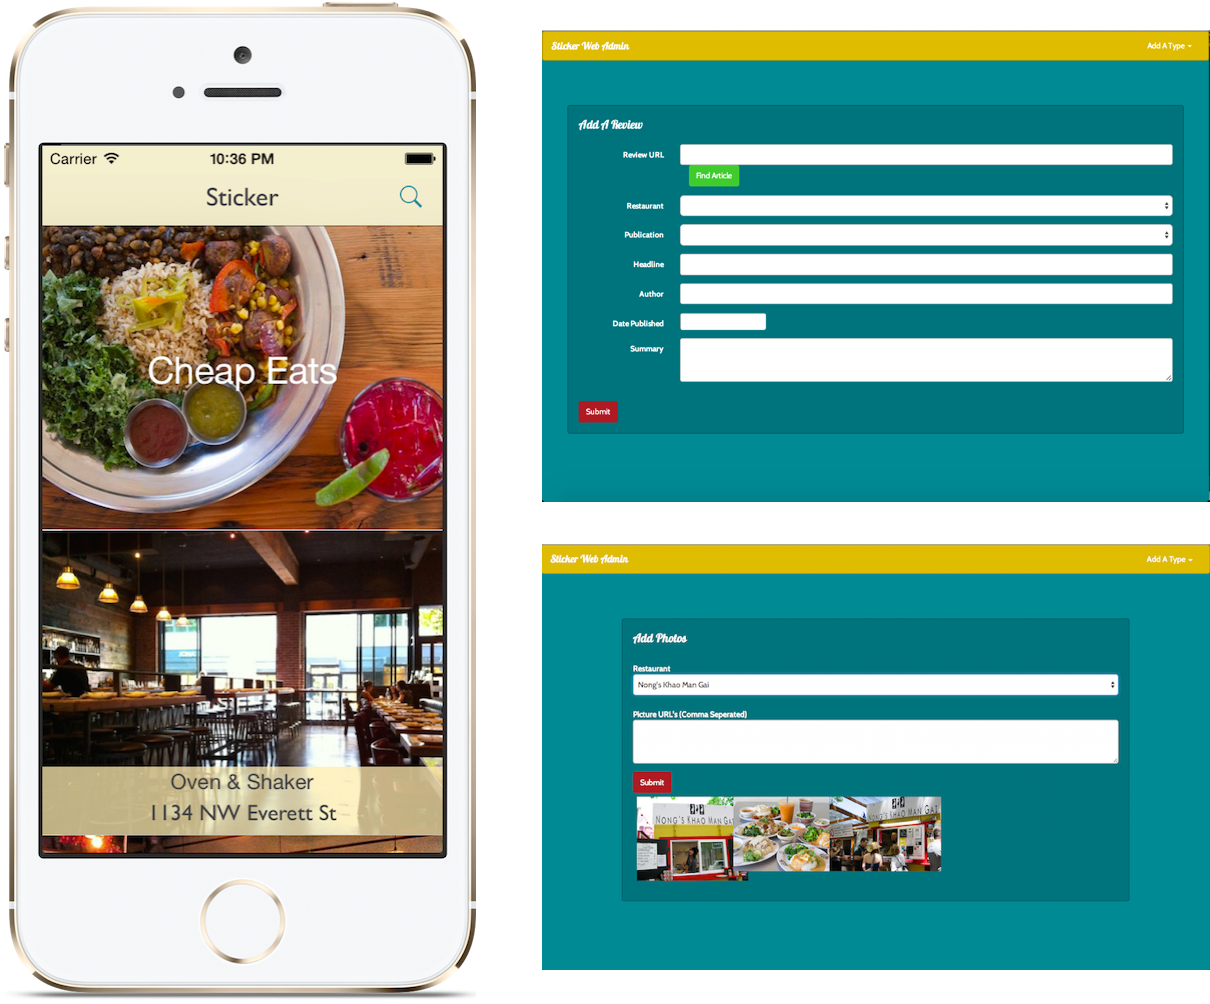 Carrier
10:36 PM
Sticker
Cheap Eats
Oven & Shaker
1134 NW Everett St
Sticker Web Admin
Add A Type
Add A Review
Review URL
Find Article
Restaurant
Publication
Headline
Author
Date Published
Summary
Submit
Sticker Web Admin
Add A Type
Add Photos
Restaurant
Nong's Khao Man Gai
Picture URL's (Comma Seperated)
Submit
NONG'S KHAO MAN GAI
NONG'S KHAO MAN GAI